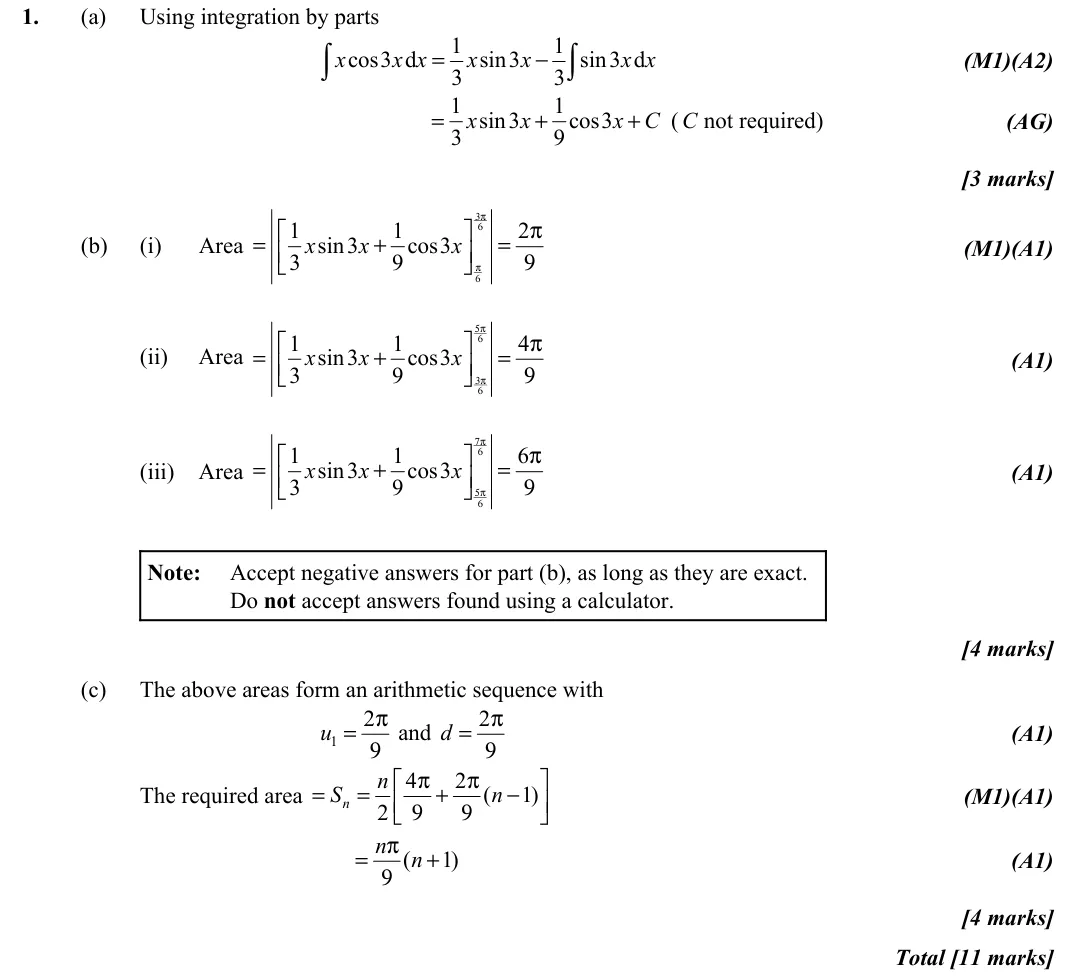 1. (a) Using integration by parts
∫ x cos 3x dx = 1/3 x sin 3x − 1/3 ∫ sin 3x dx (M1)(A2)
= 1/3 x sin 3x + 1/9 cos 3x + C ( C not required) (AG)
[3 marks]
(b) (i) Area = |[1/3 x sin 3x + 1/9 cos 3x]_{π/6}^{3π/6}| = 2π/9 (M1)(A1)
(ii) Area = |[1/3 x sin 3x + 1/9 cos 3x]_{3π/6}^{5π/6}| = 4π/9 (A1)
(iii) Area = |[1/3 x sin 3x + 1/9 cos 3x]_{5π/6}^{7π/6}| = 6π/9 (A1)
Note: Accept negative answers for part (b), as long as they are exact.
Do not accept answers found using a calculator.
[4 marks]
(c) The above areas form an arithmetic sequence with
u₁ = 2π/9 and d = 2π/9 (A1)
The required area = Sₙ = n/2 [4π/9 + 2π/9 (n − 1)] (M1)(A1)
= nπ/9 (n + 1) (A1)
[4 marks]
Total [11 marks]